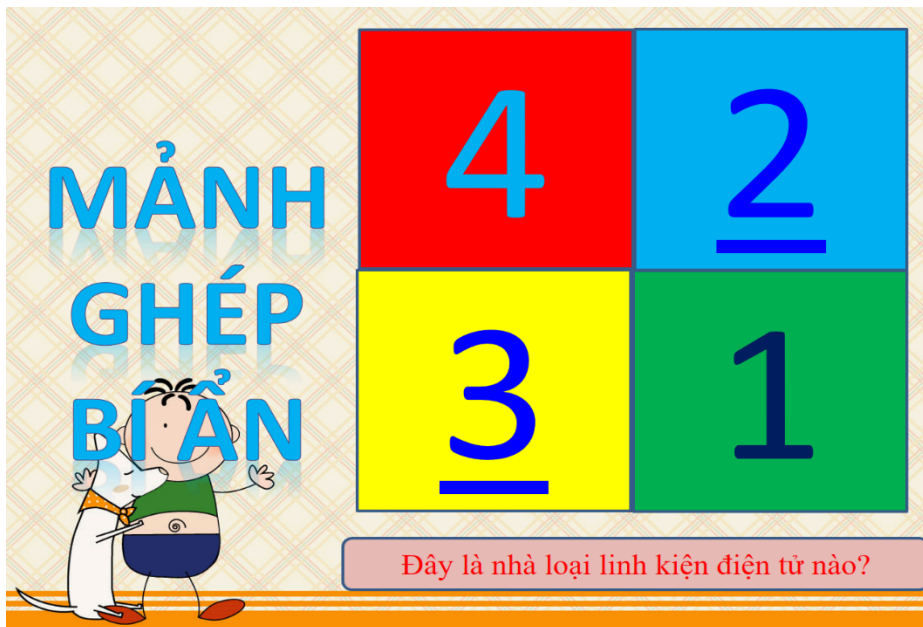 MẢNH
GHÉP
BÍ ẨN
4 2
3 1
Đây là nhà loại linh kiện điện tử nào?